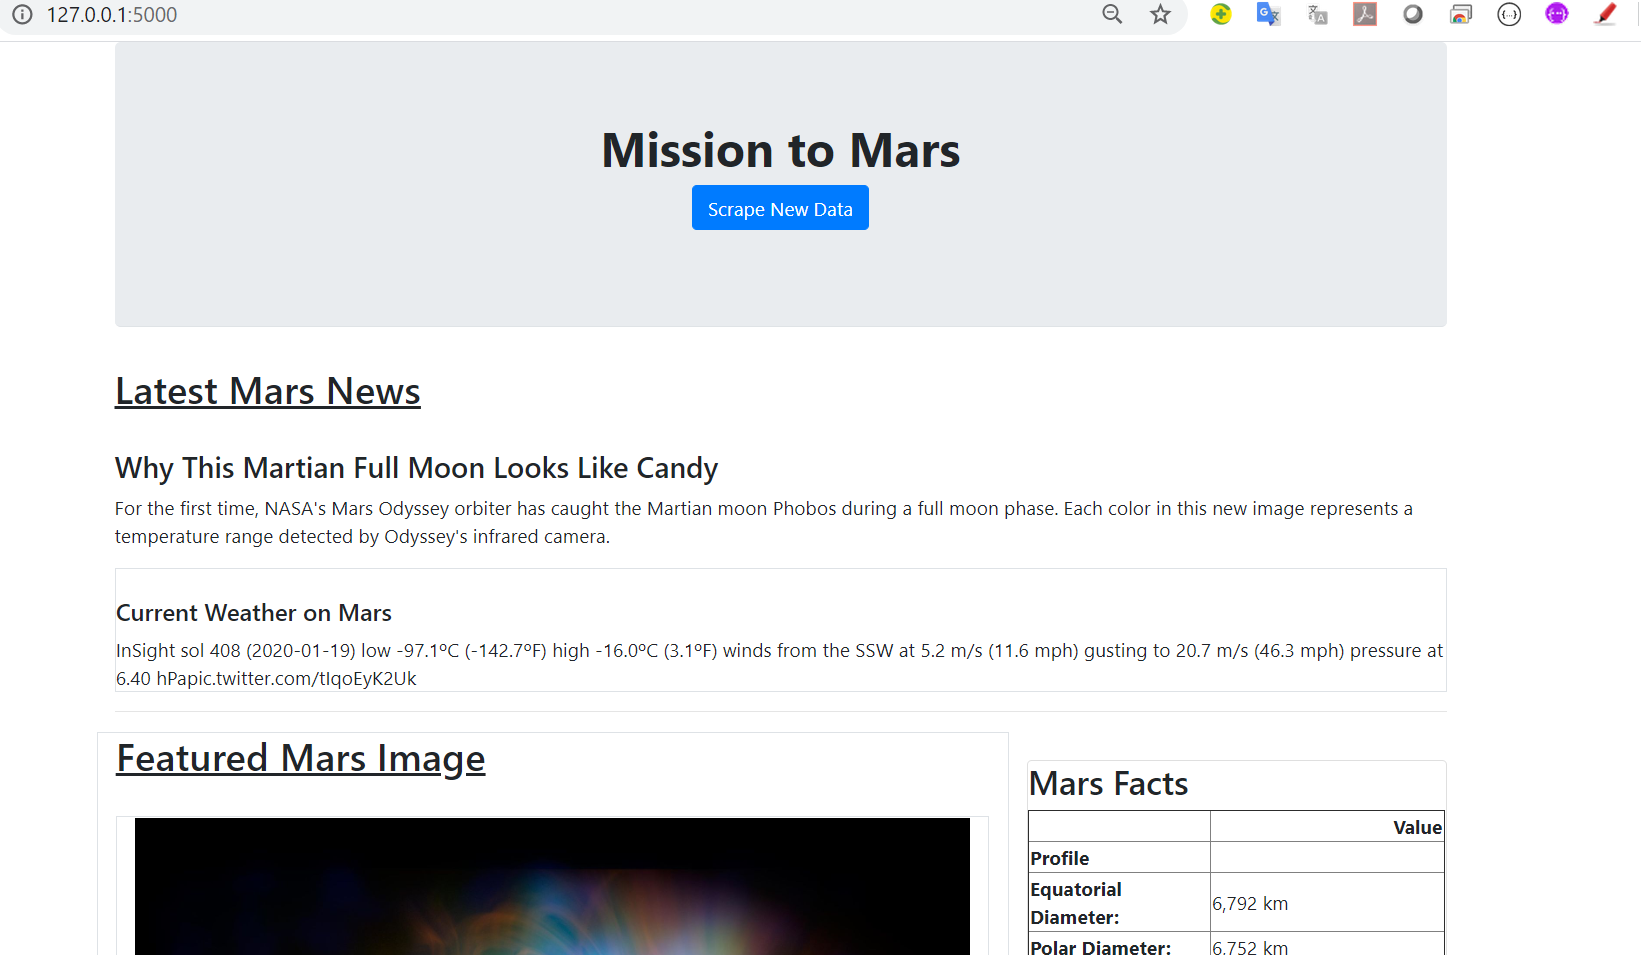 127.0.0.1:5000
Mission to Mars
Scrape New Data
Latest Mars News
Why This Martian Full Moon Looks Like Candy
For the first time, NASA's Mars Odyssey orbiter has caught the Martian moon Phobos during a full moon phase. Each color in this new image represents a
temperature range detected by Odyssey's infrared camera.
Current Weather on Mars
InSight sol 408 (2020-01-19) low -97.1ºC (-142.7ºF) high -16.0ºC (3.1ºF) winds from the SSW at 5.2 m/s (11.6 mph) gusting to 20.7 m/s (46.3 mph) pressure at
6.40 hPapic.twitter.com/tIqoEyK2Uk
Featured Mars Image
Mars Facts
Value
Profile
Equatorial
Diameter:
6,792 km
Polar Diameter:
6,752 km